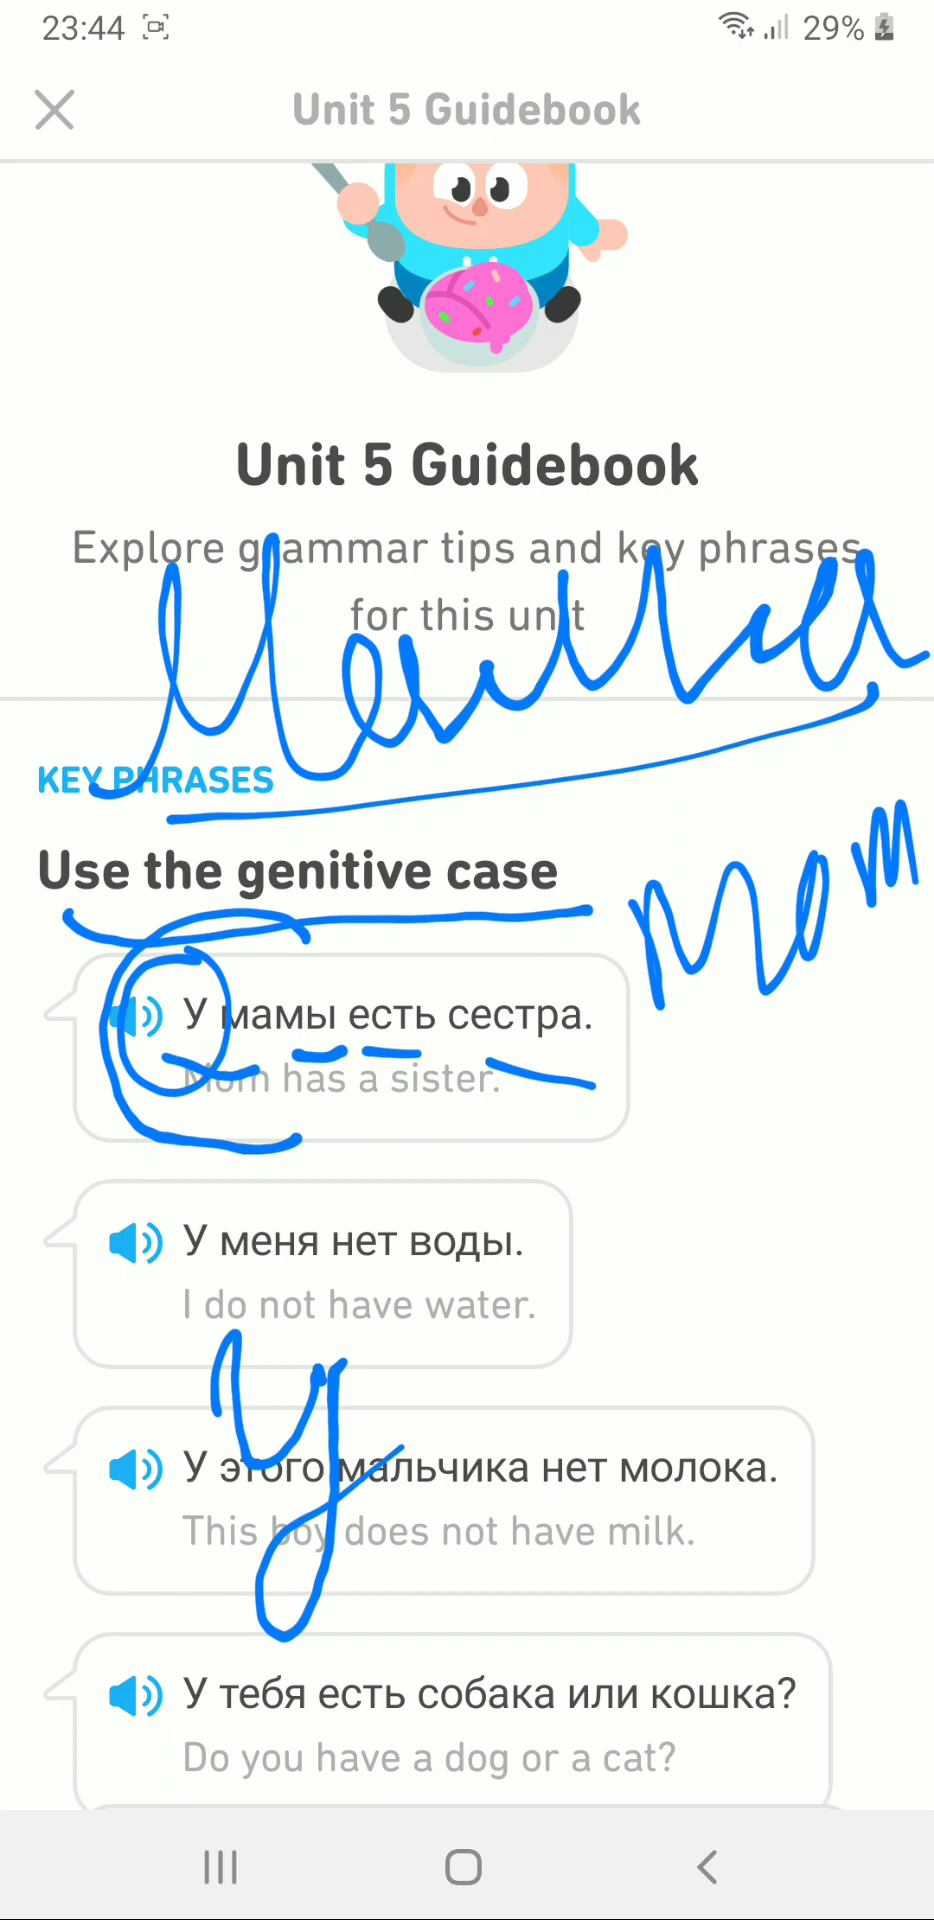 23:44 29%
Unit 5 Guidebook
Unit 5 Guidebook
Explore grammar tips and key phrases
for this unit
KEY PHRASES
Use the genitive case
Mom
У мамы есть сестра.
Mom has a sister.
У меня нет воды.
I do not have water.
У
У этого мальчика нет молока.
This boy does not have milk.
У тебя есть собака или кошка?
Do you have a dog or a cat?